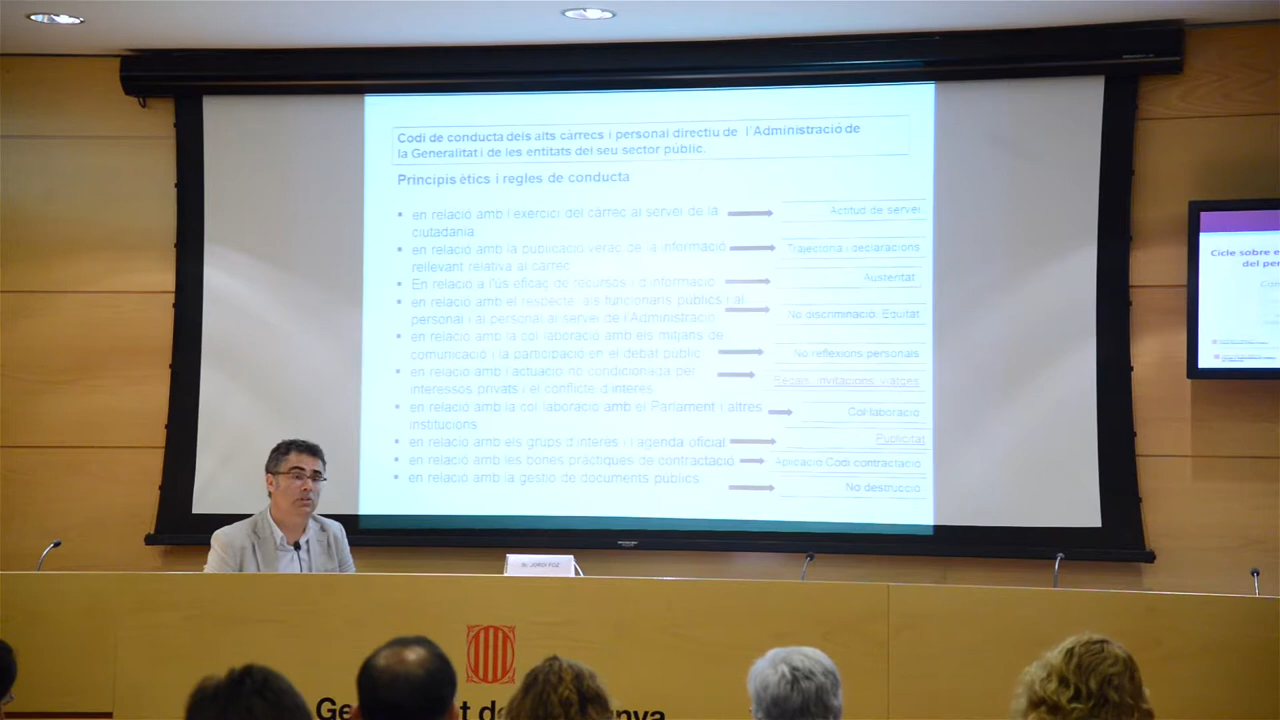 Codi de conducta dels alts càrrecs i personal directiu de l'Administració de
la Generalitat i de les entitats del seu sector públic.
Principis ètics i regles de conducta
• en relació amb l'exercici del càrrec al servei de la
ciutadania
Actitud de servei
• en relació amb la publicació veraç de la informació
rellevant relativa al càrrec
Trajectòria i declaracions
• En relació a l'ús eficaç de recursos i d'informació
Austeritat
• en relació amb el respecte als funcionaris públics i al
personal i al personal al servei de l'Administració
No discriminació. Equitat
• en relació amb la col·laboració amb els mitjans de
comunicació i la participació en el debat públic
No reflexions personals
• en relació amb l'actuació no condicionada per
interessos privats i el conflicte d'interès
Regals, invitacions, viatges
• en relació amb la col·laboració amb el Parlament i altres
institucions
Col·laboració
• en relació amb els grups d'interès i l'agenda oficial
Publicitat
• en relació amb les bones pràctiques de contractació
Aplicació Codi contractació
• en relació amb la gestió de documents públics
No destrucció
Cicle sobre e
del per
Sr. JORDI FOZ
Ge t de nya